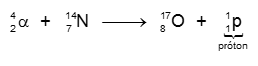 ⁴₂α + ¹⁴₇N ⟶ ¹⁷₈O + ¹₁p
próton